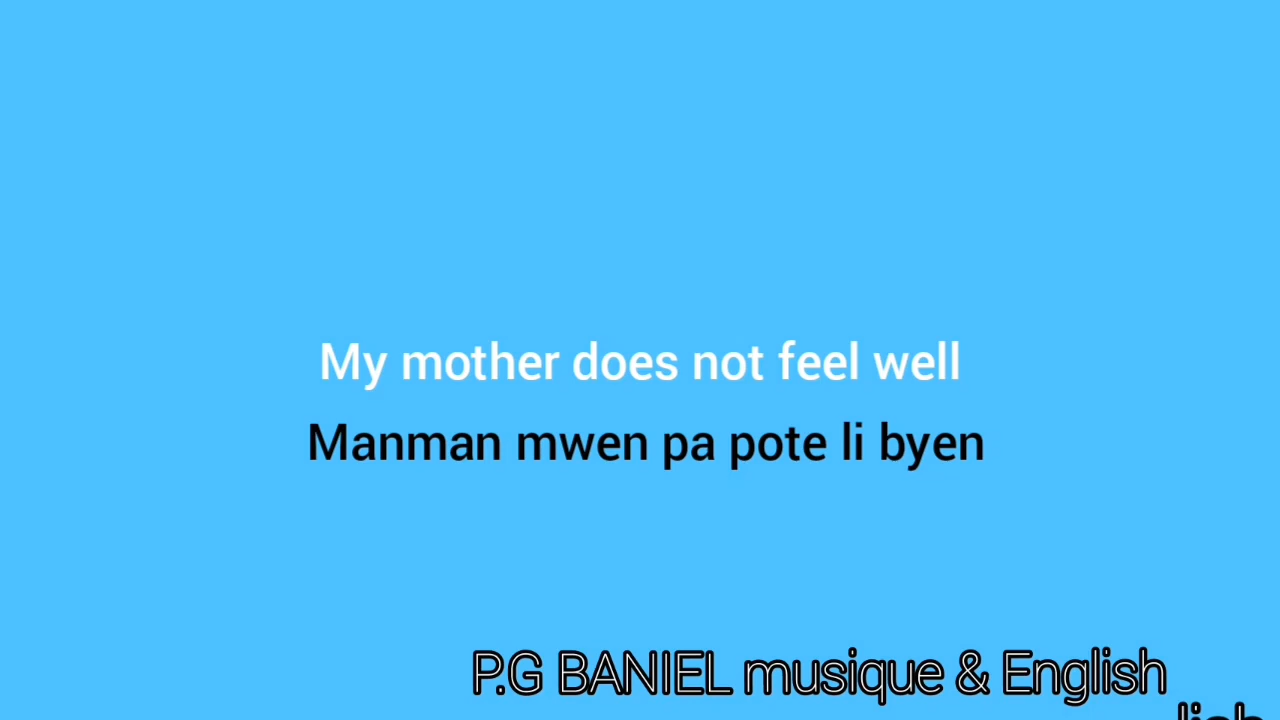 My mother does not feel well
Manman mwen pa pote li byen
P.G BANIEL musique & English